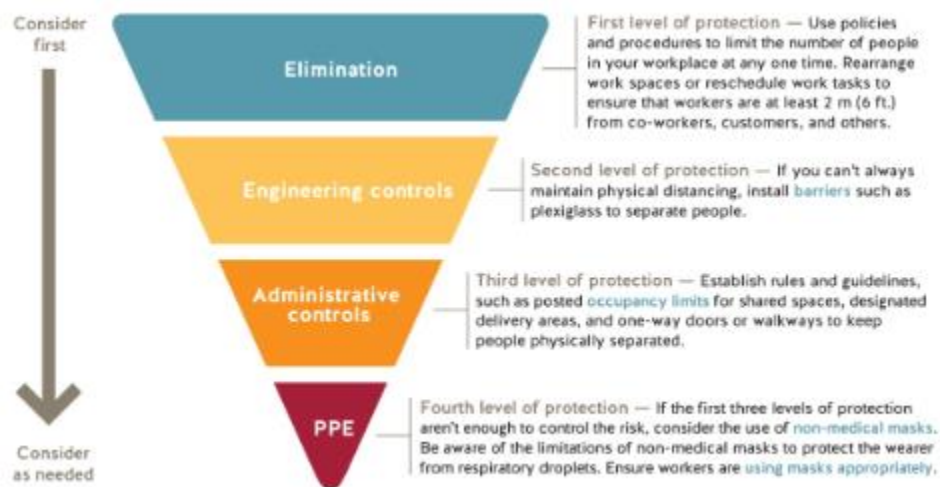 Consider
first
Elimination
First level of protection — Use policies
and procedures to limit the number of people
in your workplace at any one time. Rearrange
work spaces or reschedule work tasks to
ensure that workers are at least 2 m (6 ft.)
from co-workers, customers, and others.
Engineering controls
Second level of protection — If you can't always
maintain physical distancing, install barriers such as
plexiglass to separate people.
Administrative
controls
Third level of protection — Establish rules and guidelines,
such as posted occupancy limits for shared spaces, designated
delivery areas, and one-way doors or walkways to keep
people physically separated.
PPE
Fourth level of protection — If the first three levels of protection
aren't enough to control the risk, consider the use of non-medical masks.
Be aware of the limitations of non-medical masks to protect the wearer
from respiratory droplets. Ensure workers are using masks appropriately.
Consider
as needed